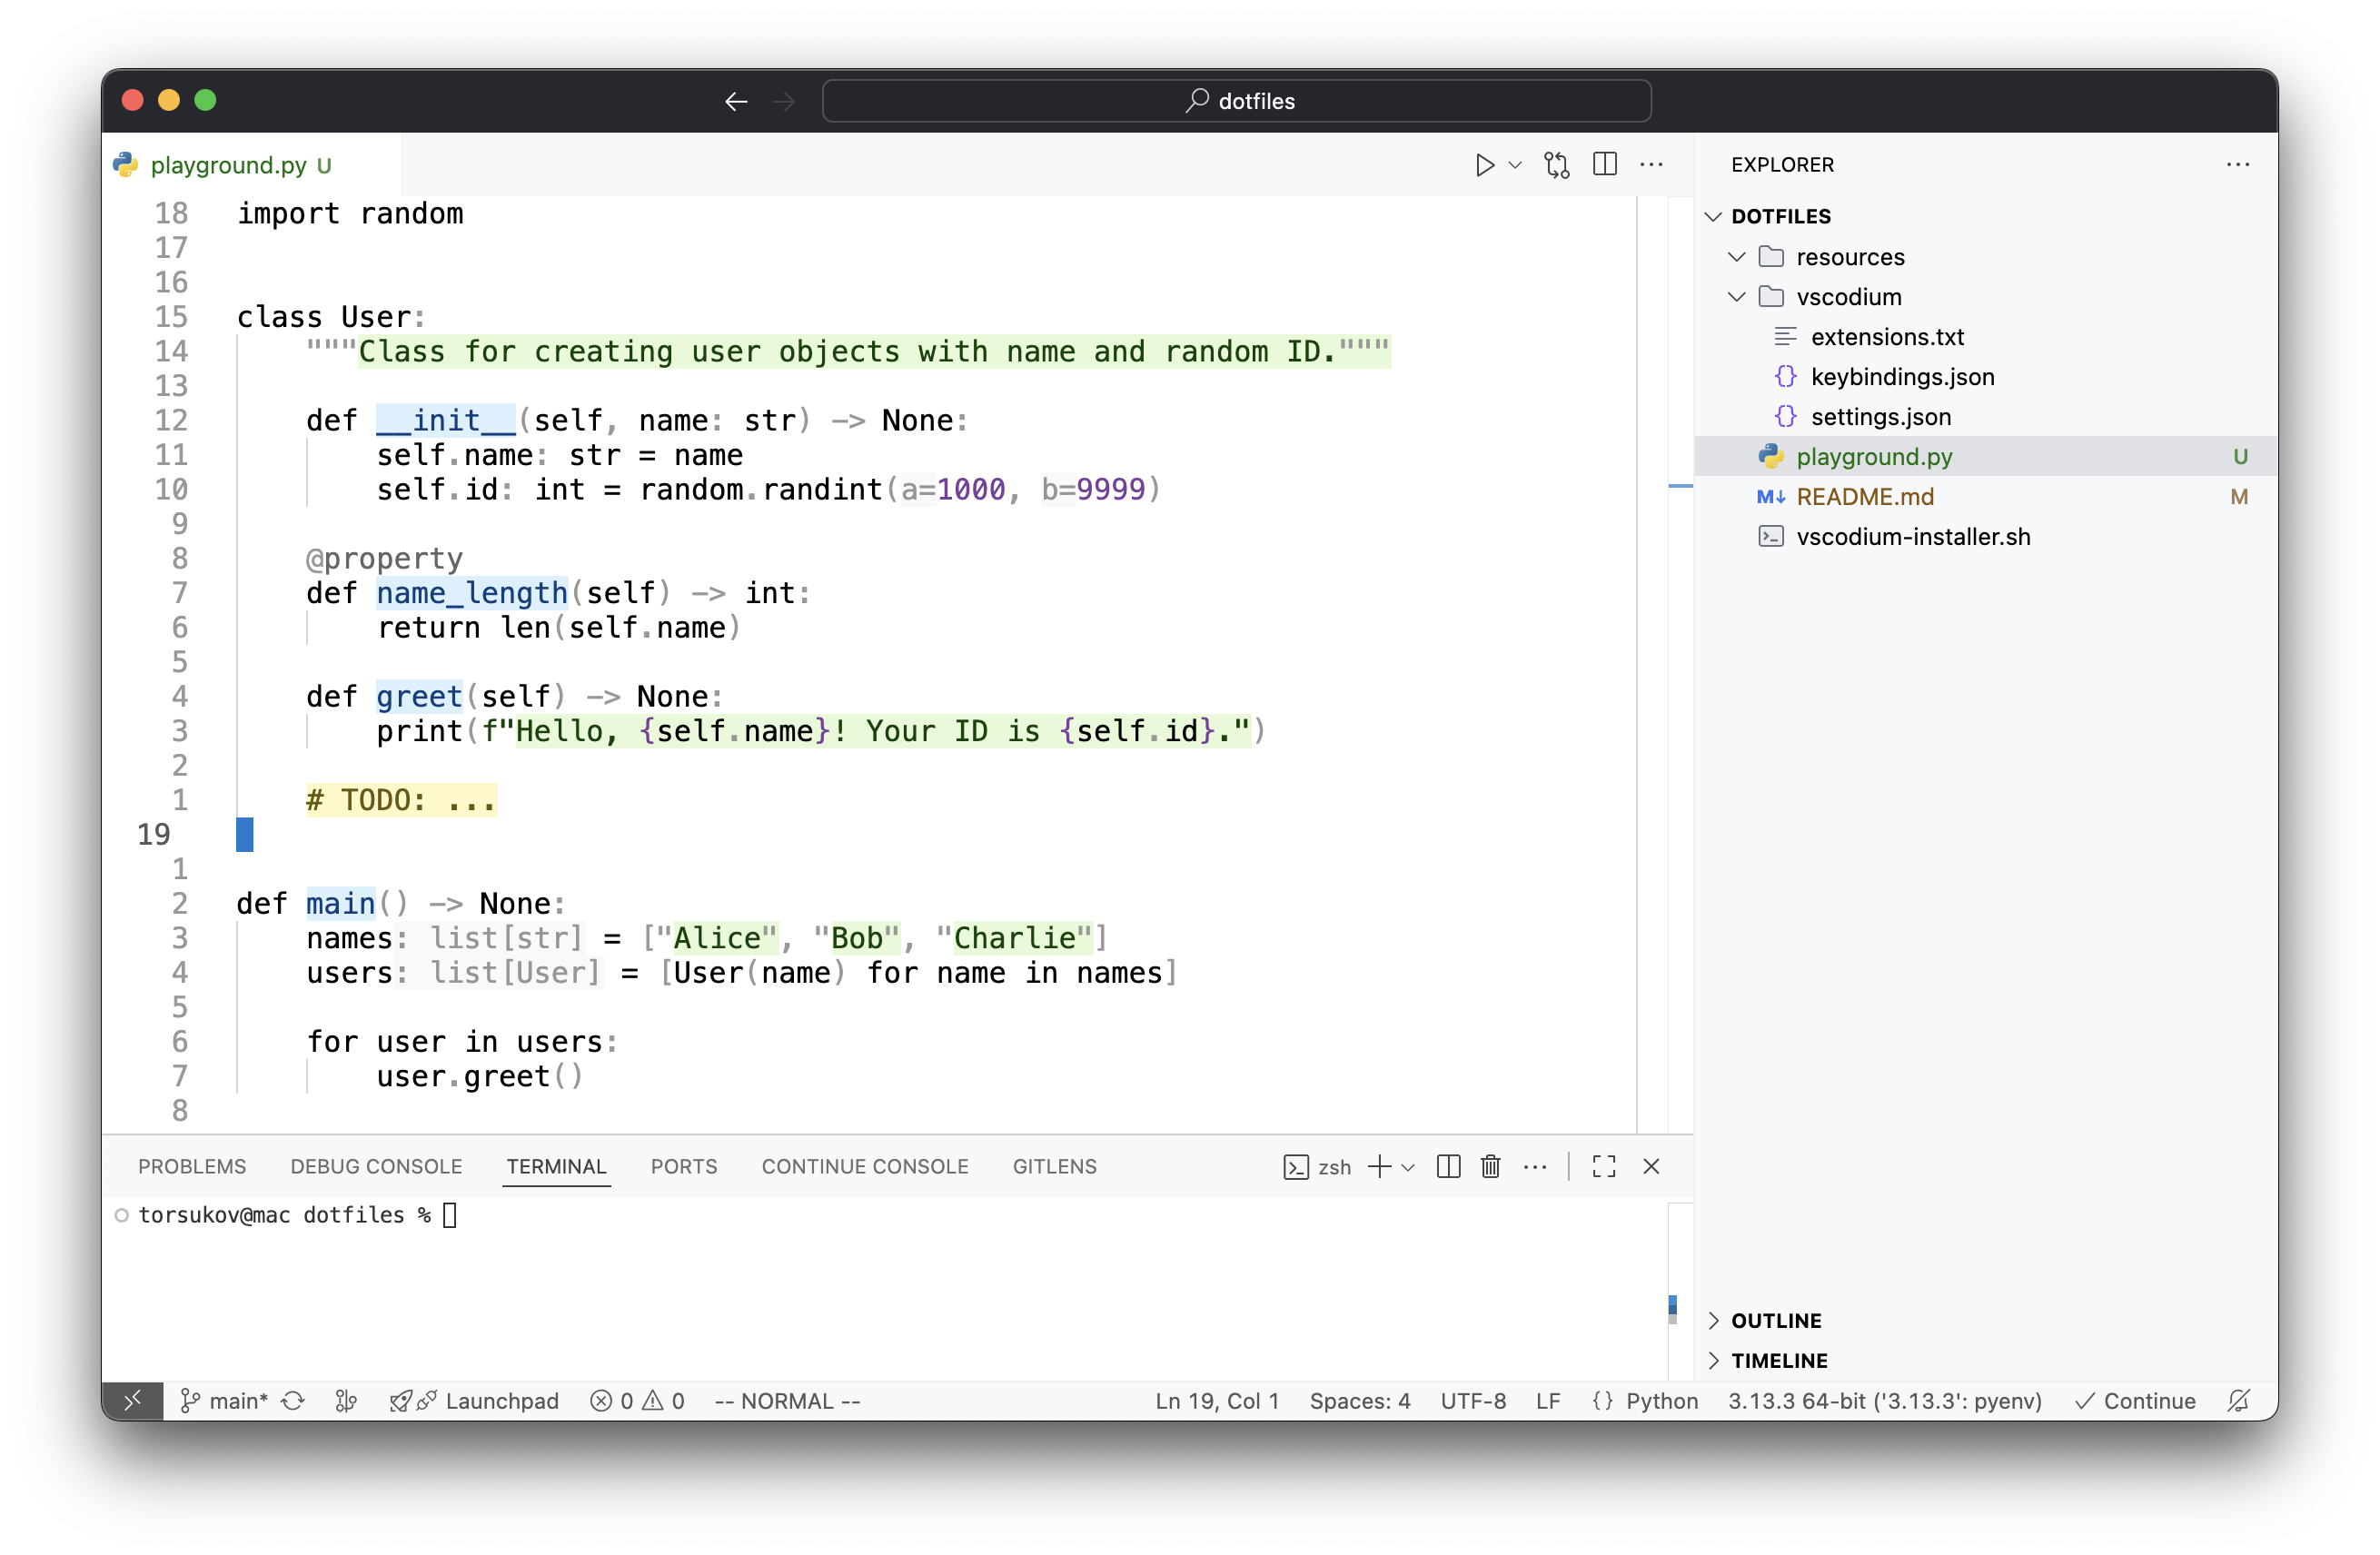 dotfiles
playground.py U
18 import random
17
16
15 class User:
14 """Class for creating user objects with name and random ID."""
13
12 def __init__(self, name: str) -> None:
11 self.name: str = name
10 self.id: int = random.randint(a=1000, b=9999)
9
8 @property
7 def name_length(self) -> int:
6 return len(self.name)
5
4 def greet(self) -> None:
3 print(f"Hello, {self.name}! Your ID is {self.id}.")
2
1 # TODO: ...
19
1
2 def main() -> None:
3 names: list[str] = ["Alice", "Bob", "Charlie"]
4 users: list[User] = [User(name) for name in names]
5
6 for user in users:
7 user.greet()
8
PROBLEMS DEBUG CONSOLE TERMINAL PORTS CONTINUE CONSOLE GITLENS zsh
torsukov@mac dotfiles %
EXPLORER
DOTFILES
resources
vscodium
extensions.txt
{} keybindings.json
{} settings.json
playground.py U
M↓ README.md M
vscodium-installer.sh
OUTLINE
TIMELINE
main* Launchpad 0 0 -- NORMAL -- Ln 19, Col 1 Spaces: 4 UTF-8 LF {} Python 3.13.3 64-bit ('3.13.3': pyenv) ✓ Continue